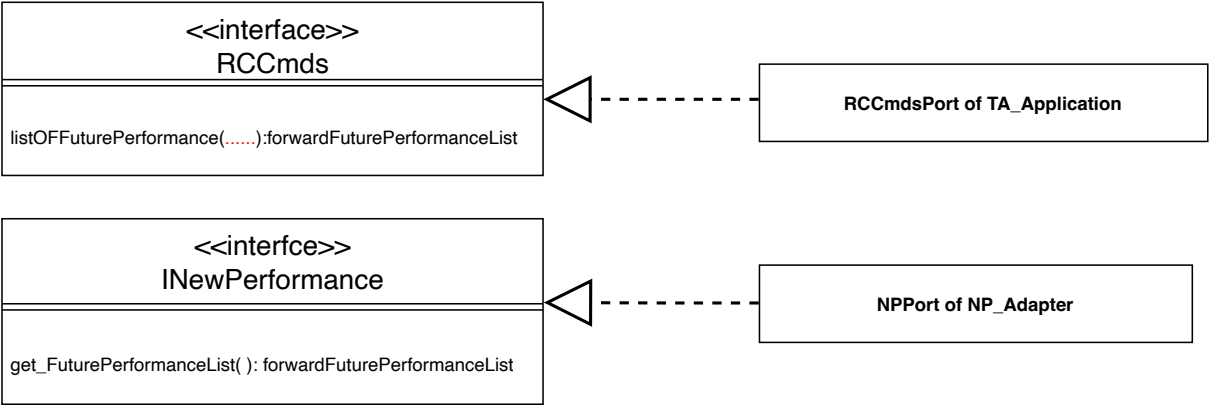 <<interface>>
RCCmds
listOFFuturePerformance(......):forwardFuturePerformanceList
RCCmdsPort of TA_Application
<<interfce>>
INewPerformance
get_FuturePerformanceList( ): forwardFuturePerformanceList
NPPort of NP_Adapter